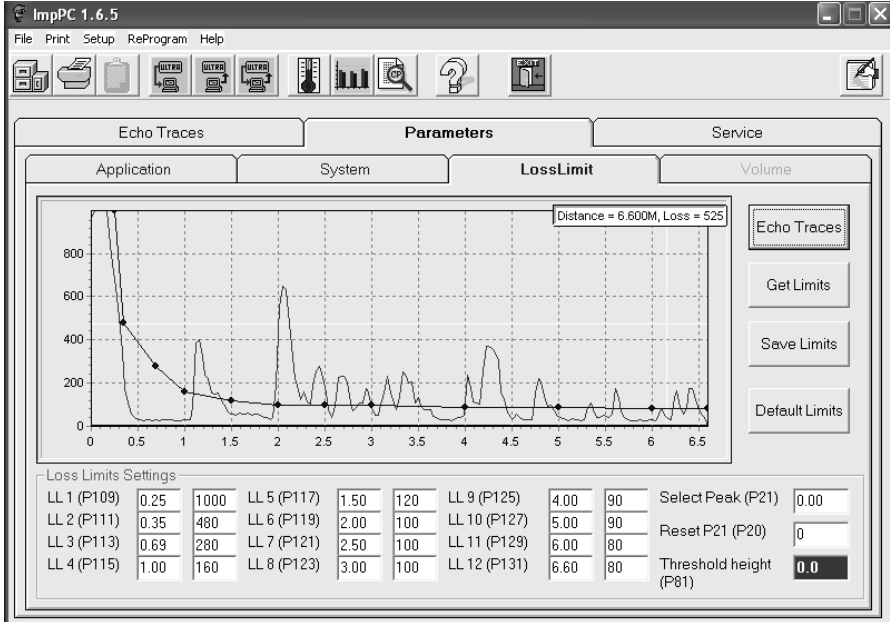 ImpPC 1.6.5
File Print Setup ReProgram Help
ULTRA ULTRA ULTRA CP EXIT
Echo Traces Parameters Service
Application System LossLimit Volume
Distance = 6.600M, Loss = 525
800
600
400
200
0
0 0.5 1 1.5 2 2.5 3 3.5 4 4.5 5 5.5 6 6.5
Echo Traces
Get Limits
Save Limits
Default Limits
Loss Limits Settings
LL 1 (P109) 0.25 1000 LL 5 (P117) 1.50 120 LL 9 (P125) 4.00 90 Select Peak (P21) 0.00
LL 2 (P111) 0.35 480 LL 6 (P119) 2.00 100 LL 10 (P127) 5.00 90 Reset P21 (P20) 0
LL 3 (P113) 0.69 280 LL 7 (P121) 2.50 100 LL 11 (P129) 6.00 80
LL 4 (P115) 1.00 160 LL 8 (P123) 3.00 100 LL 12 (P131) 6.60 80 Threshold height 0.0
(P81)